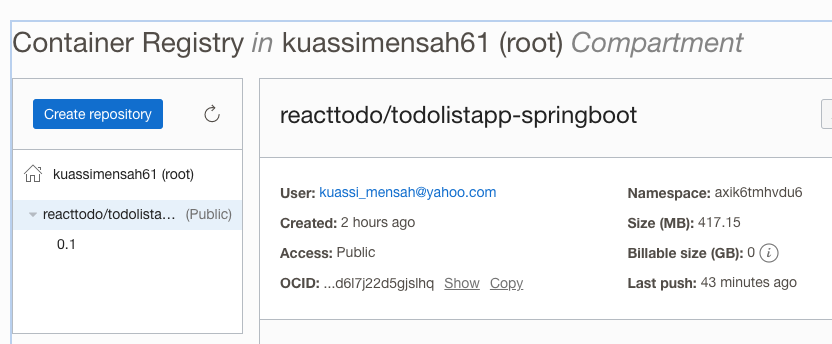 Container Registry in kuassimensah61 (root) Compartment
Create repository
kuassimensah61 (root)
reacttodo/todolista... (Public)
0.1
reacttodo/todolistapp-springboot
User: kuassi_mensah@yahoo.com
Created: 2 hours ago
Access: Public
OCID: ...d6l7j22d5gjslhq Show Copy
Namespace: axik6tmhvdu6
Size (MB): 417.15
Billable size (GB): 0 i
Last push: 43 minutes ago